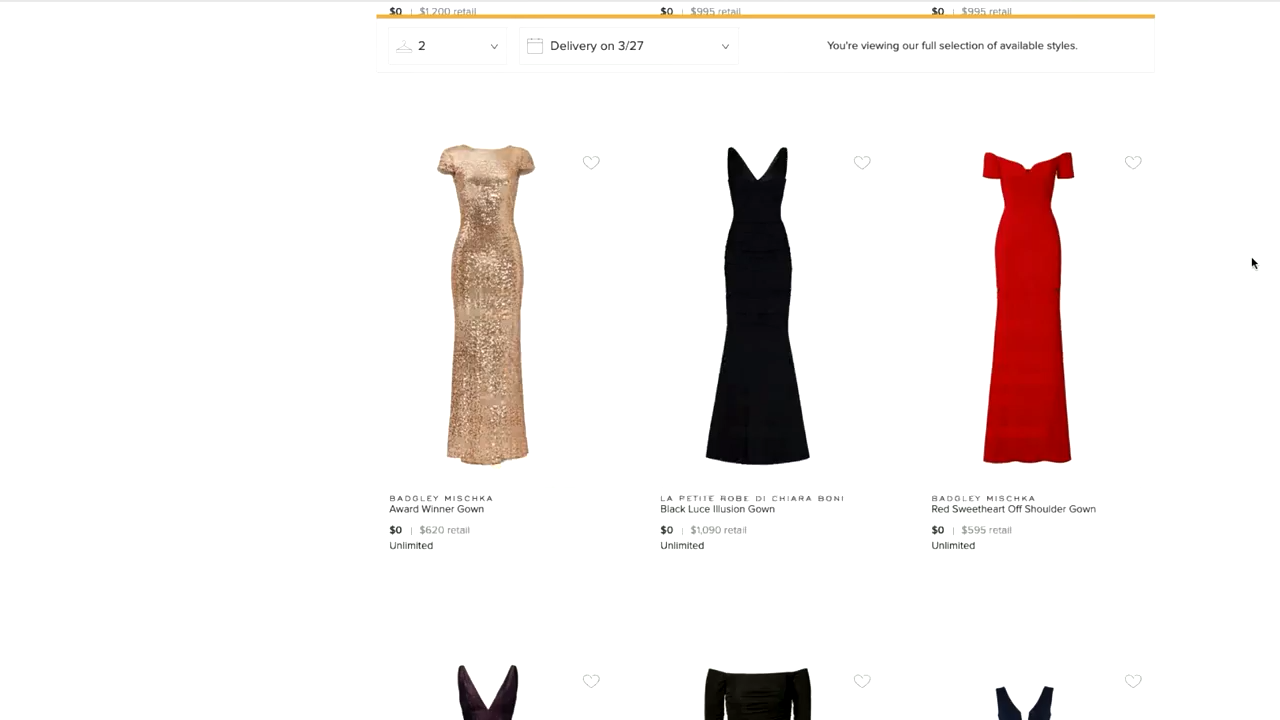 $0 | $1,200 retail
$0 | $995 retail
$0 | $995 retail
2
Delivery on 3/27
You're viewing our full selection of available styles.
BADGLEY MISCHKA
Award Winner Gown
$0 | $620 retail
Unlimited
LA PETITE ROBE DI CHIARA BONI
Black Luce Illusion Gown
$0 | $1,090 retail
Unlimited
BADGLEY MISCHKA
Red Sweetheart Off Shoulder Gown
$0 | $595 retail
Unlimited